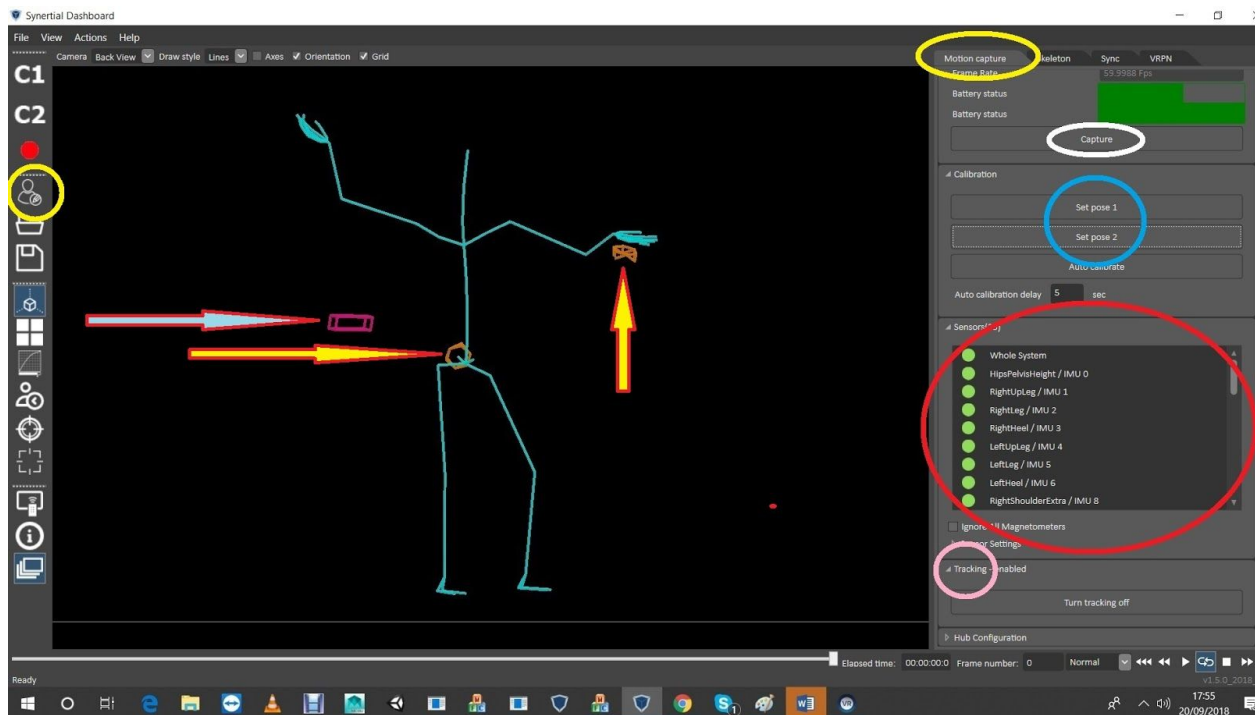 Synertial Dashboard
File View Actions Help
Camera Back View Draw style Lines Axes Orientation Grid
C1
C2
Motion capture Skeleton Sync VRPN
Frame Rate 59.9988 Fps
Battery status
Battery status
Capture
Calibration
Set pose 1
Set pose 2
Auto calibrate
Auto calibration delay 5 sec
Whole System
HipsPelvisHeight / IMU 0
RightUpLeg / IMU 1
RightLeg / IMU 2
RightHeel / IMU 3
LeftUpLeg / IMU 4
LeftLeg / IMU 5
LeftHeel / IMU 6
RightShoulderExtra / IMU 8
Ignore All Magnetometers
Sensor Settings
Tracking - enabled
Turn tracking off
Hub Configuration
Elapsed time: 00:00:00:0 Frame number: 0 Normal
Ready
v1.5.0_2018_
17:55
20/09/2018